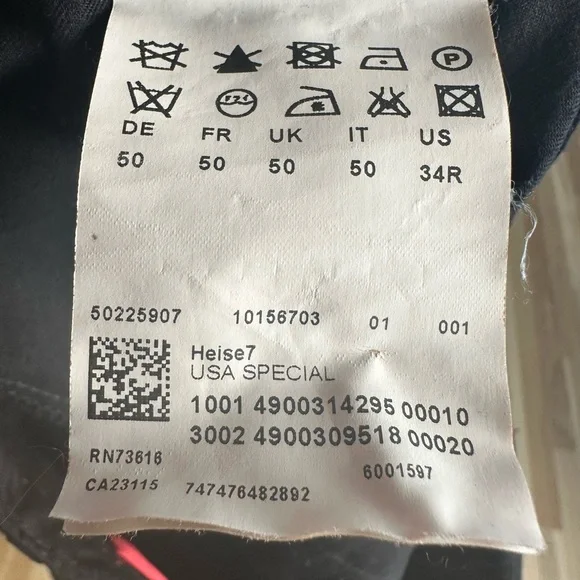 P
DE FR UK IT US
50 50 50 50 34R
50225907 10156703 01 001
Heise7
USA SPECIAL
1001 4900314295 00010
3002 4900309518 00020
RN73616 6001597
CA23115 747476482892